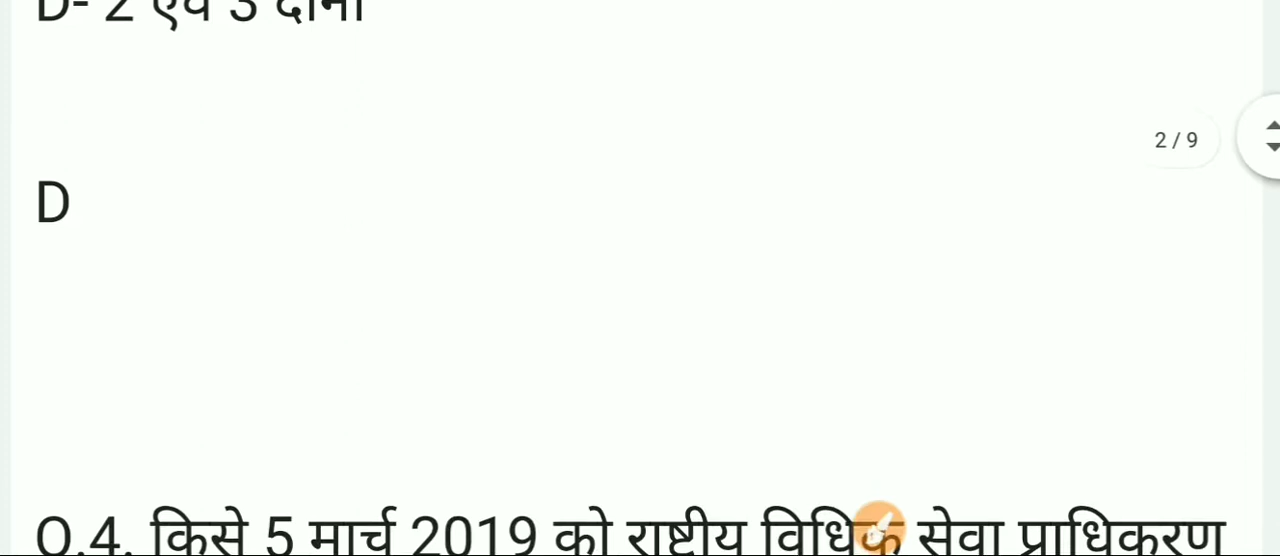 D- 2 एवं 3 दोनों
2 / 9
D
Q.4. किसे 5 मार्च 2019 को राष्ट्रीय विधिक सेवा प्राधिकरण